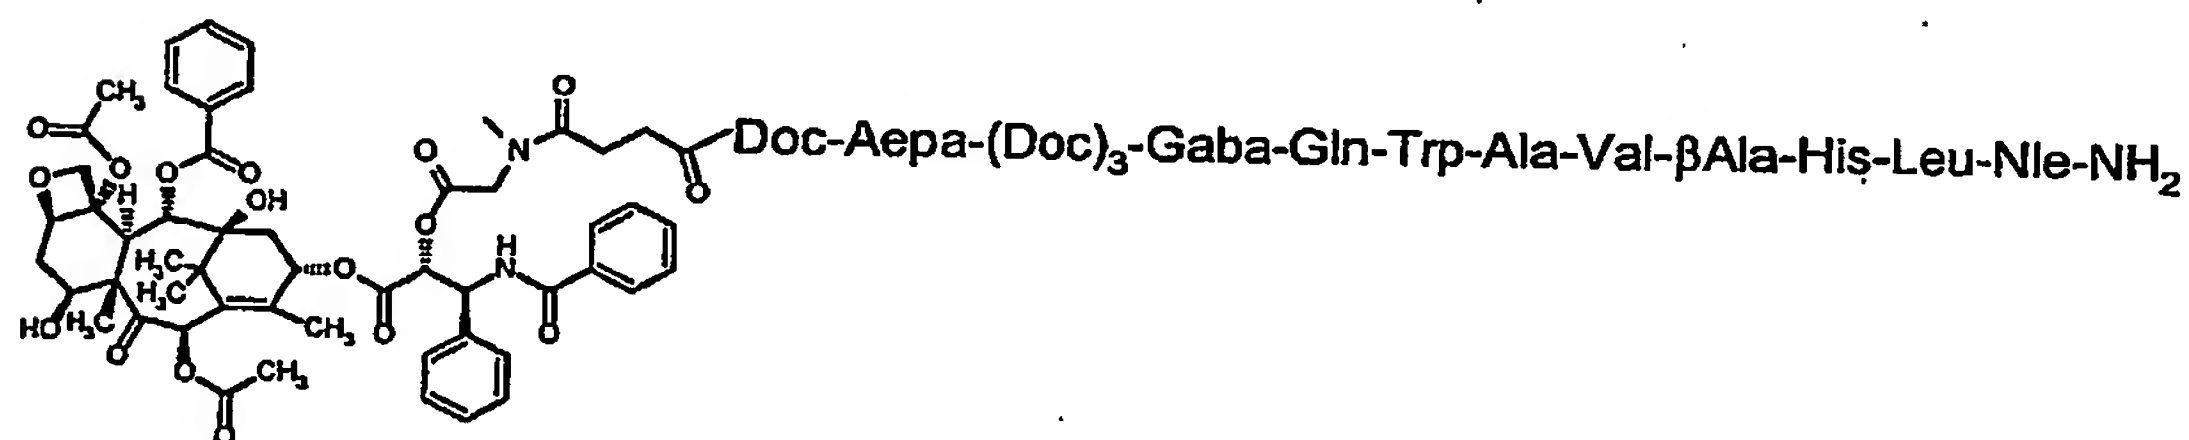 O
CH₃
O
Doc-Aepa-(Doc)₃-Gaba-Gln-Trp-Ala-Val-βAla-His-Leu-Nle-NH₂
O
N
O
O
O
O
O
H
O
OH
O
H
N
H₃C
H₃C
O
O
O
HO
H₃C
CH₃
O
O
CH₃
O